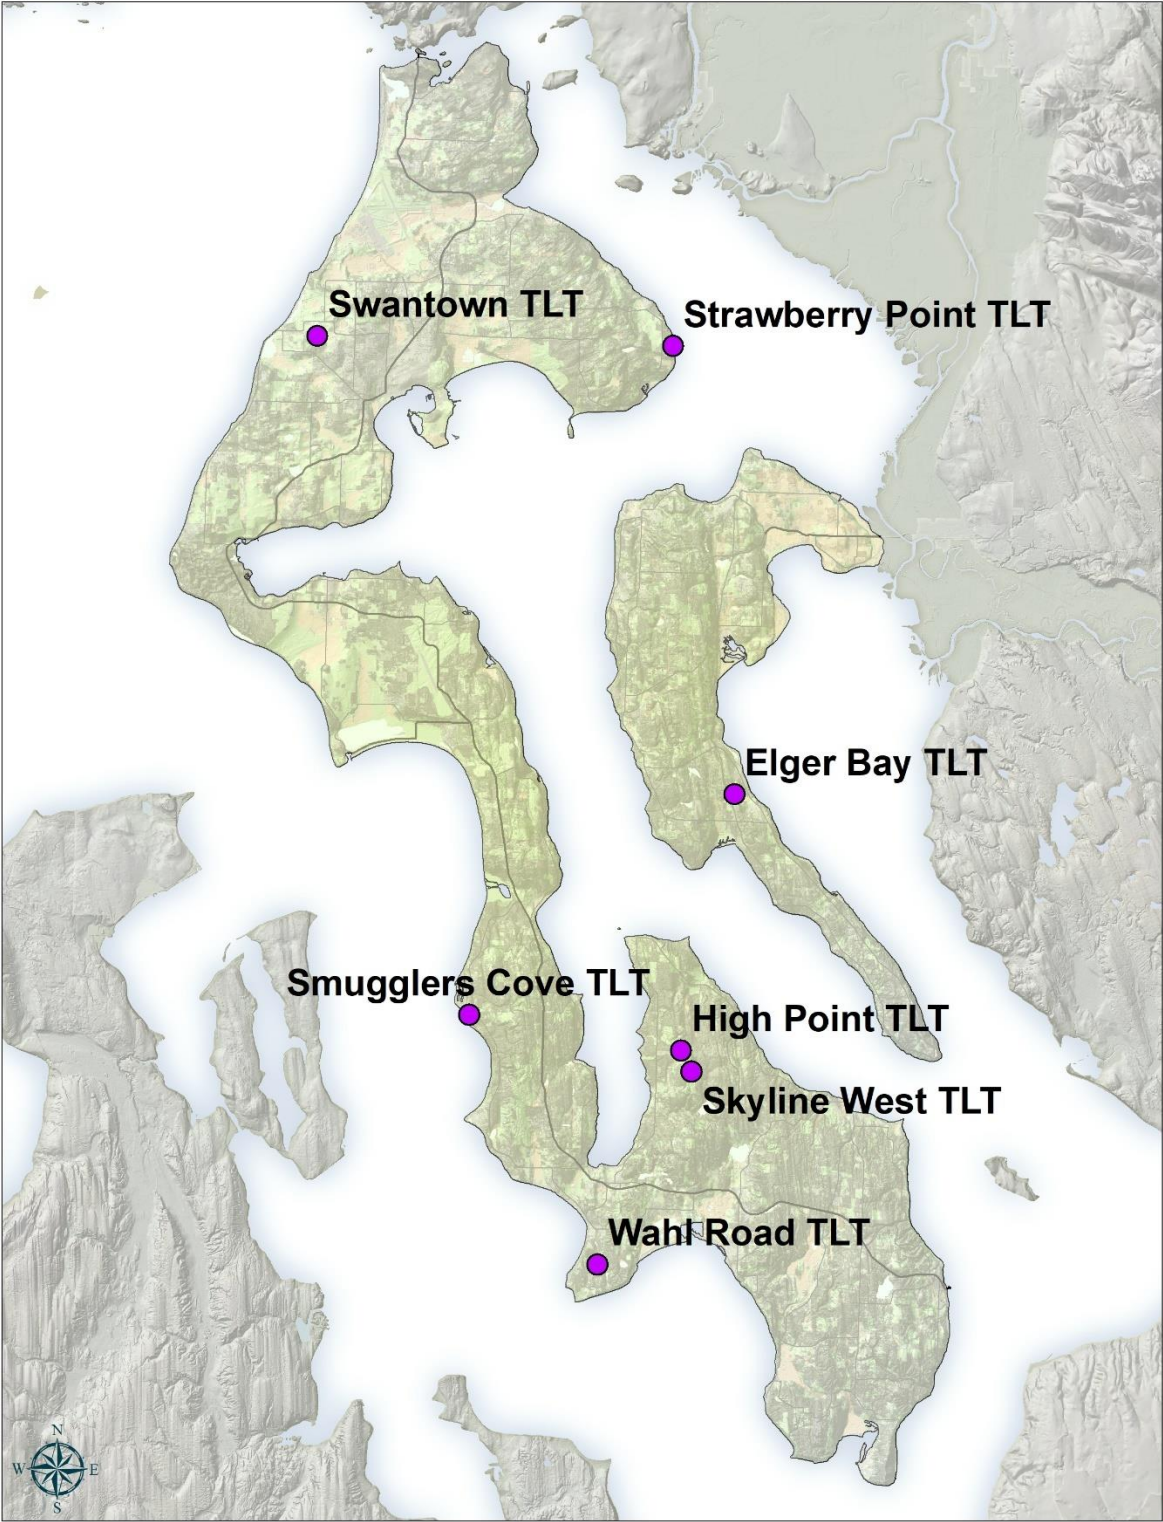 Swantown TLT
Strawberry Point TLT
Elger Bay TLT
Smugglers Cove TLT
High Point TLT
Skyline West TLT
Wahl Road TLT
N
W E
S